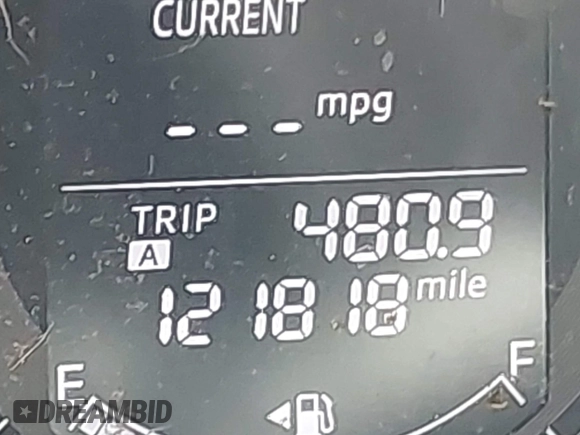 CURRENT
--- mpg
TRIP A 480.9
121818 mile
E F
DREAMBID